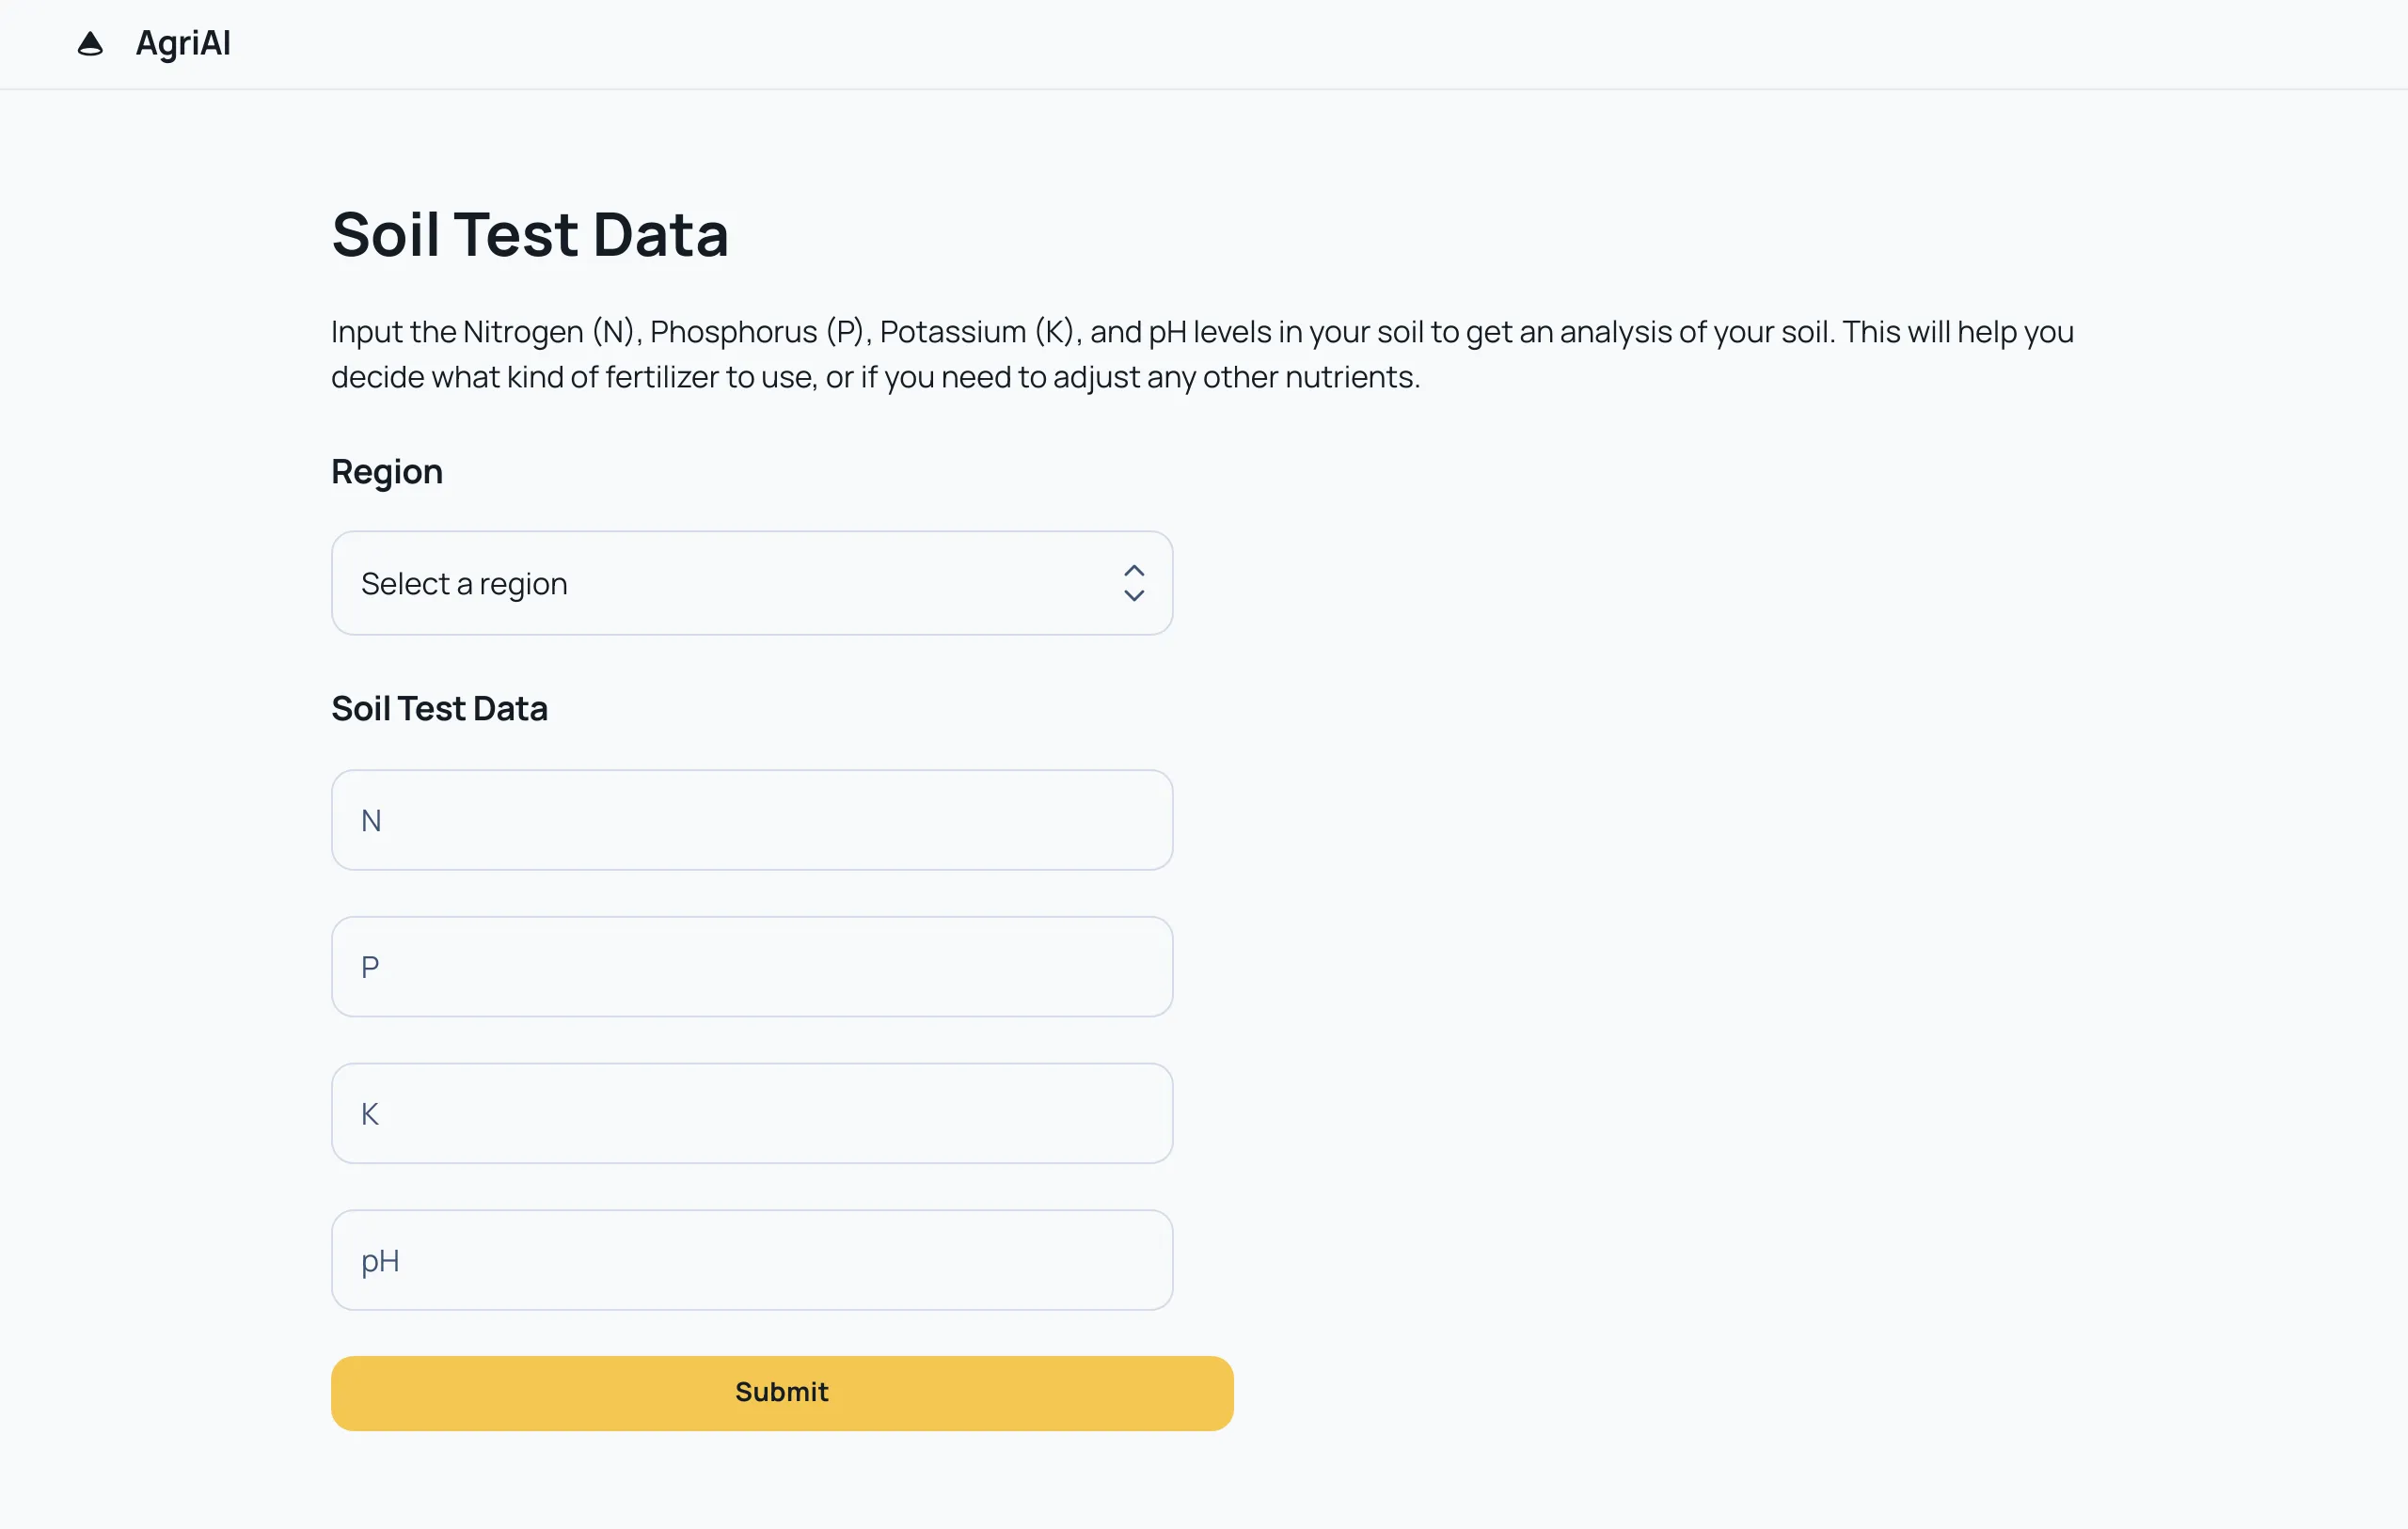 AgriAI
Soil Test Data
Input the Nitrogen (N), Phosphorus (P), Potassium (K), and pH levels in your soil to get an analysis of your soil. This will help you
decide what kind of fertilizer to use, or if you need to adjust any other nutrients.
Region
Select a region
Soil Test Data
N
P
K
pH
Submit